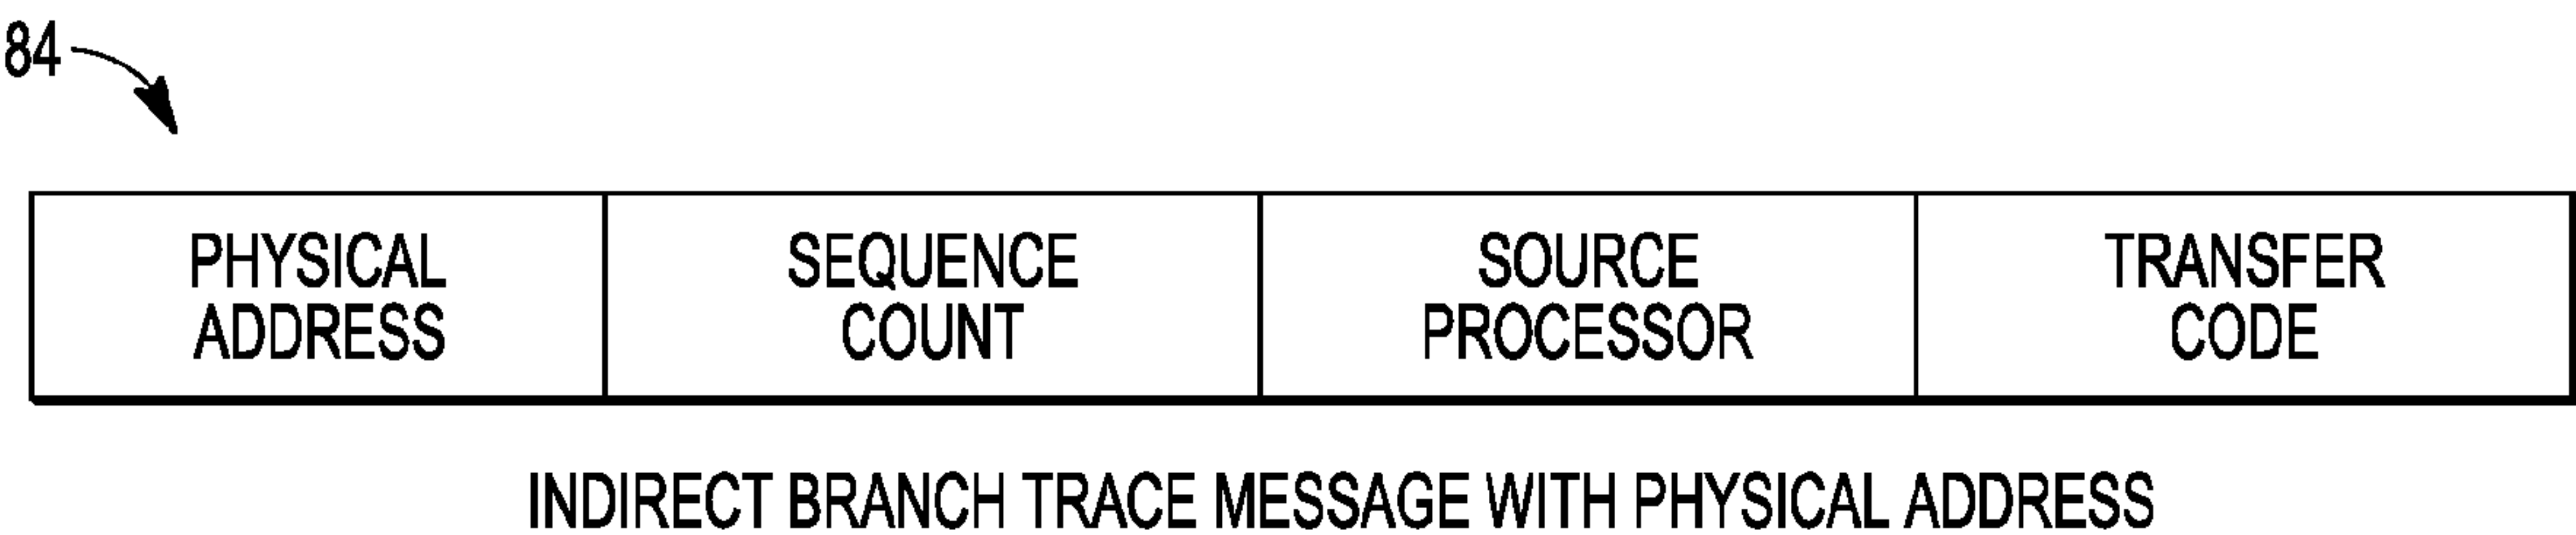 84
PHYSICAL ADDRESS
SEQUENCE COUNT
SOURCE PROCESSOR
TRANSFER CODE
INDIRECT BRANCH TRACE MESSAGE WITH PHYSICAL ADDRESS